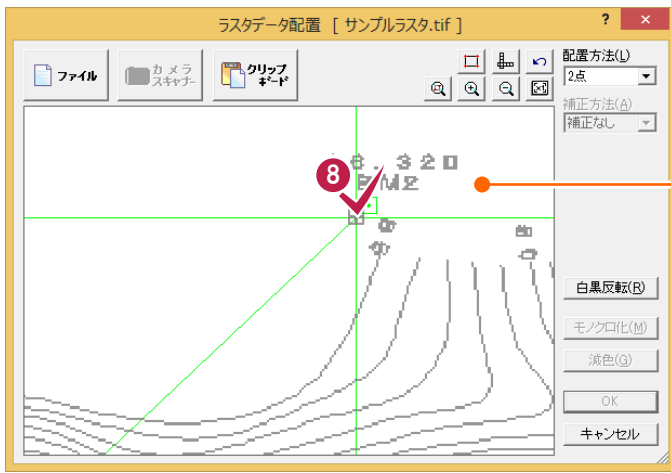 ラスタデータ配置 [ サンプルラスタ.tif ]
? ×
ファイル
カメラ
スキャナー
クリップ
ボード
配置方法(L)
2点
補正方法(A)
補正なし
8
6.320
白黒反転(R)
モノクロ化(M)
減色(G)
OK
キャンセル